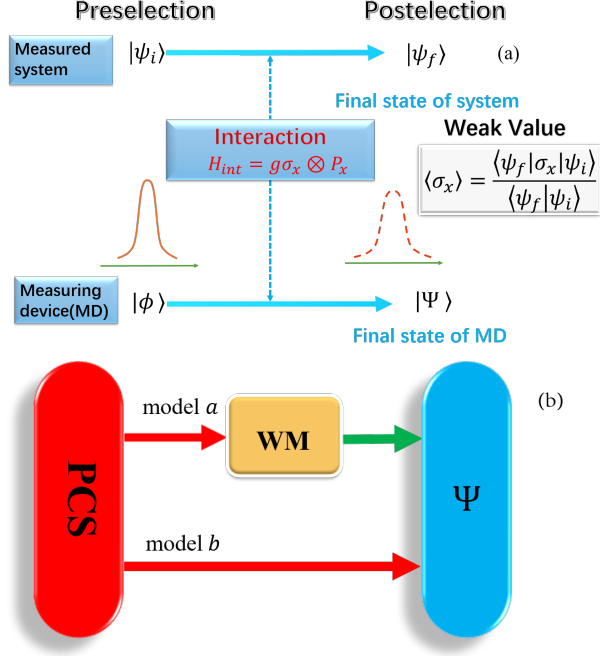 Preselection
Postelection
Measured
system
|ψ_i⟩
|ψ_f⟩
(a)
Final state of system
Interaction
H_int = gσ_x ⊗ P_x
Weak Value
⟨σ_x⟩ = ⟨ψ_f|σ_x|ψ_i⟩ / ⟨ψ_f|ψ_i⟩
Measuring
device(MD)
|ϕ⟩
|Ψ⟩
Final state of MD
(b)
PCS
model a
WM
model b
Ψ